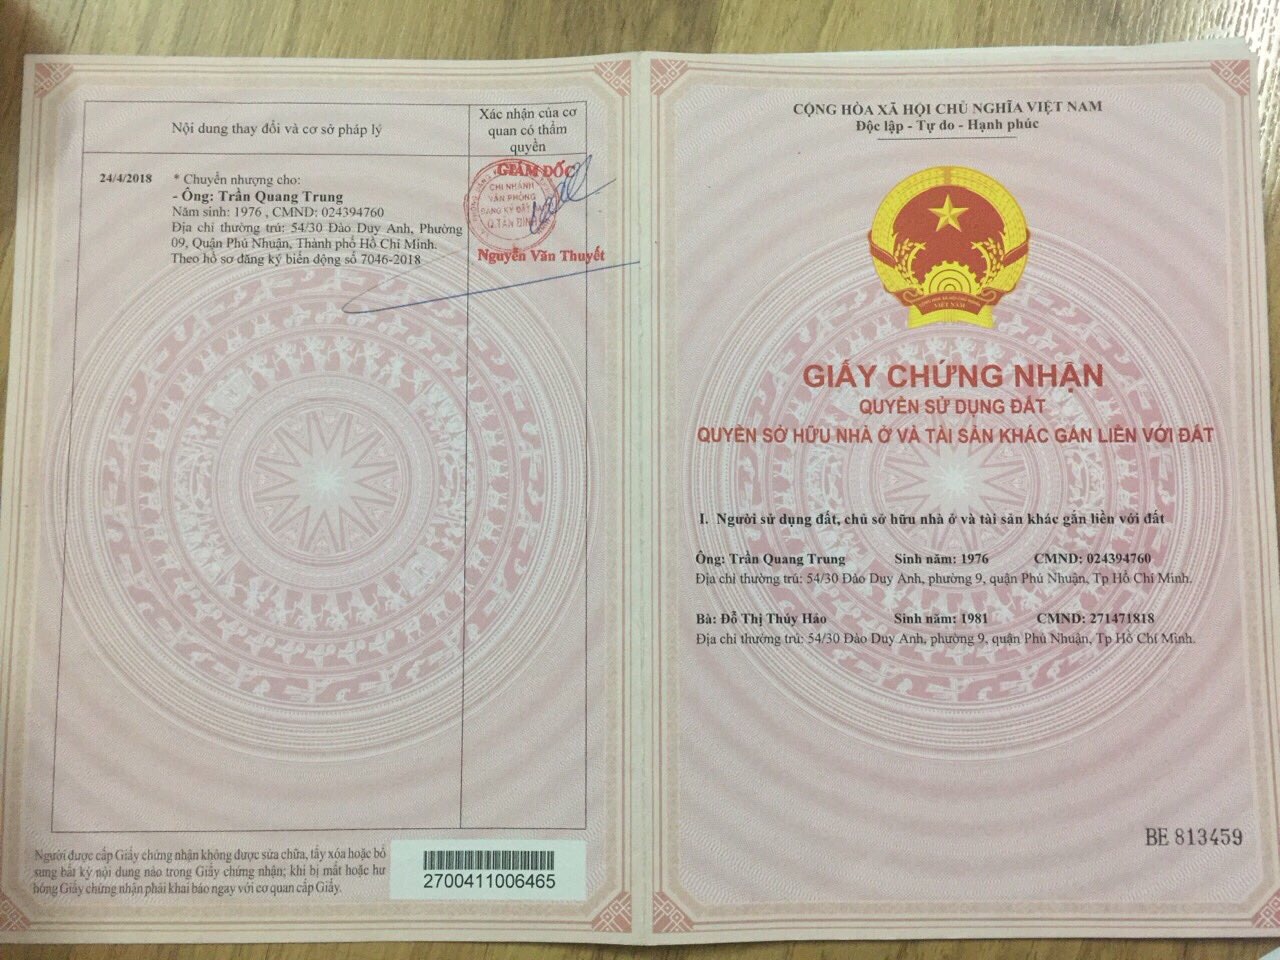 Nội dung thay đổi và cơ sở pháp lý
Xác nhận của cơ
quan có thẩm
quyền
24/4/2018
* Chuyển nhượng cho:
- Ông: Trần Quang Trung
Năm sinh: 1976 , CMND: 024394760
Địa chỉ thường trú: 54/30 Đào Duy Anh, Phường
09, Quận Phú Nhuận, Thành phố Hồ Chí Minh.
Theo hồ sơ đăng ký biến động số 7046-2018
GIÁM ĐỐC
CHI NHÁNH
VĂN PHÒNG
ĐĂNG KÝ ĐẤT
Q.TÂN BÌNH
Nguyễn Văn Thuyết
Người được cấp Giấy chứng nhận không được sửa chữa, tẩy xóa hoặc bổ
sung bất kỳ nội dung nào trong Giấy chứng nhận; khi bị mất hoặc hư
hỏng Giấy chứng nhận phải khai báo ngay với cơ quan cấp Giấy.
2700411006465
CỘNG HÒA XÃ HỘI CHỦ NGHĨA VIỆT NAM
Độc lập - Tự do - Hạnh phúc
CỘNG HÒA XÃ HỘI CHỦ NGHĨA
VIỆT NAM
GIẤY CHỨNG NHẬN
QUYỀN SỬ DỤNG ĐẤT
QUYỀN SỞ HỮU NHÀ Ở VÀ TÀI SẢN KHÁC GẮN LIỀN VỚI ĐẤT
I. Người sử dụng đất, chủ sở hữu nhà ở và tài sản khác gắn liền với đất
Ông: Trần Quang Trung Sinh năm: 1976 CMND: 024394760
Địa chỉ thường trú: 54/30 Đào Duy Anh, phường 9, quận Phú Nhuận, Tp Hồ Chí Minh.
Bà: Đỗ Thị Thúy Hảo Sinh năm: 1981 CMND: 271471818
Địa chỉ thường trú: 54/30 Đào Duy Anh, phường 9, quận Phú Nhuận, Tp Hồ Chí Minh.
BE 813459